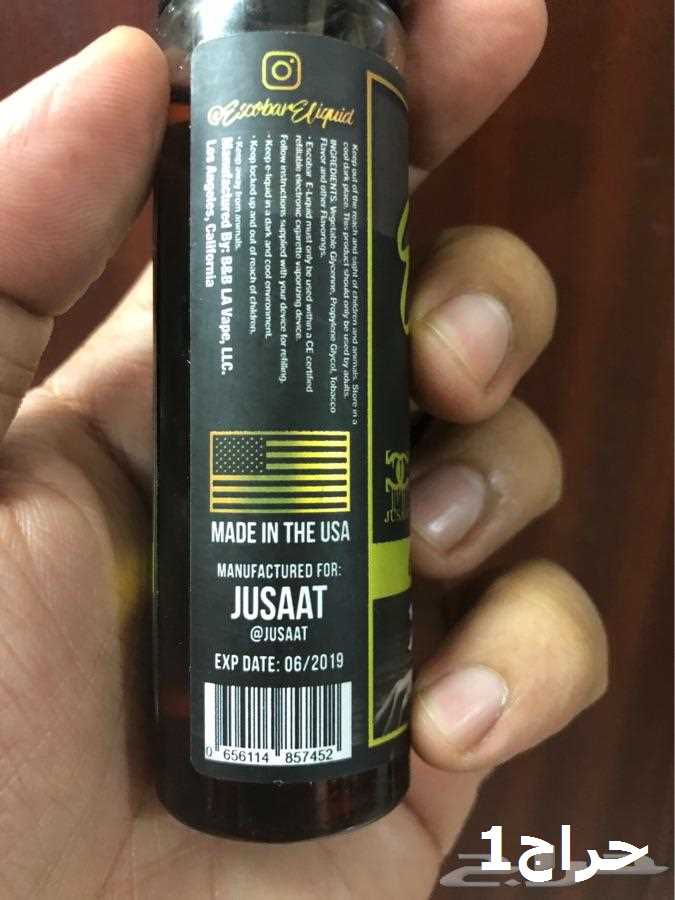 @EscobarEliquid
Keep out of the reach and sight of children and animals. Store in a
cool dark place. This product should only be used by adults.
INGREDIENTS: Vegetable Glycerine, Propylene Glycol, Tobacco
Flavor and other Flavorings.
• Escobar E-Liquid must only be used within a CE certified
refillable electronic cigarette vaporizing device.
Follow instructions supplied with your device for refilling.
• Keep e-liquid in a dark and cool environment.
• Keep locked up and out of reach of children.
• Keep away from animals.
Manufactured By: B&B LA Vape, LLC.
Los Angeles, California
MADE IN THE USA
MANUFACTURED FOR:
JUSAAT
@JUSAAT
EXP DATE: 06/2019
0 656114 857452
حراج1